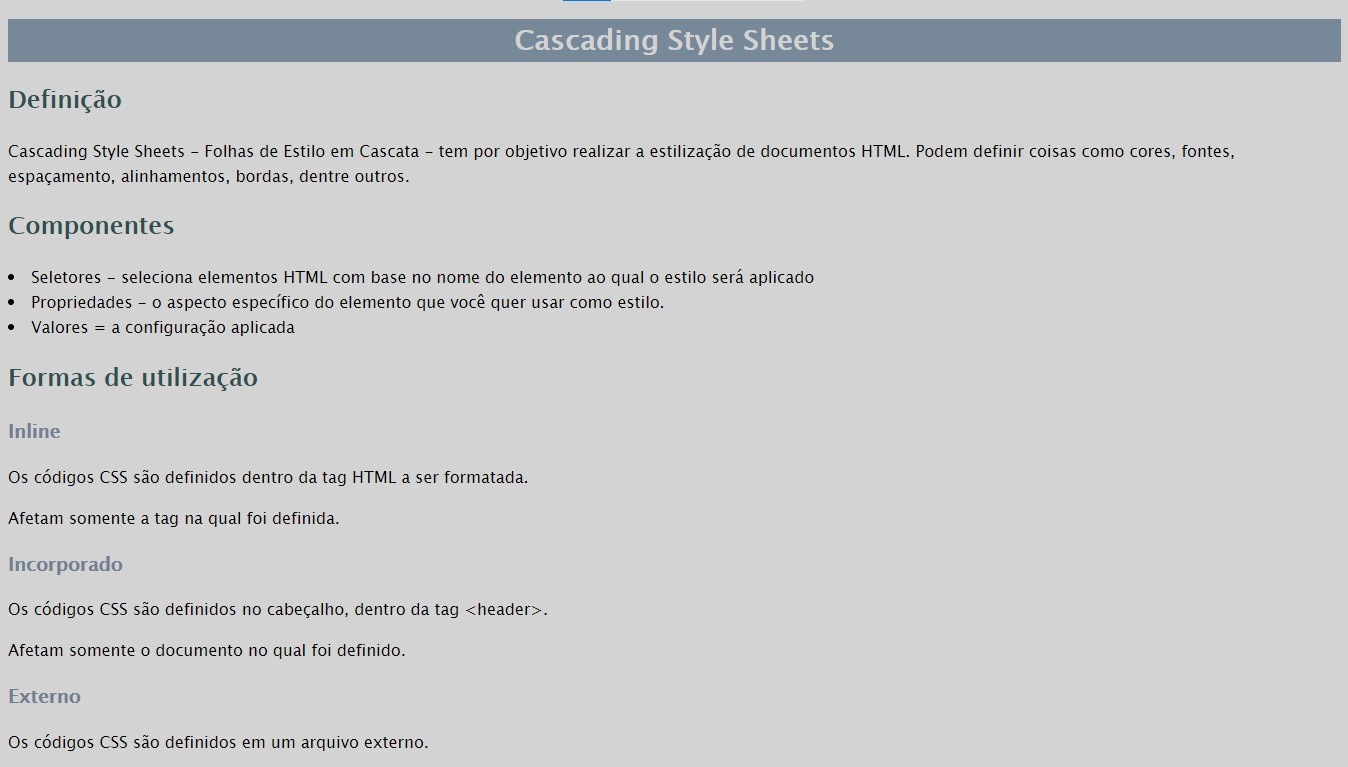 Cascading Style Sheets
Definição
Cascading Style Sheets – Folhas de Estilo em Cascata – tem por objetivo realizar a estilização de documentos HTML. Podem definir coisas como cores, fontes,
espaçamento, alinhamentos, bordas, dentre outros.
Componentes
• Seletores – seleciona elementos HTML com base no nome do elemento ao qual o estilo será aplicado
• Propriedades – o aspecto específico do elemento que você quer usar como estilo.
• Valores = a configuração aplicada
Formas de utilização
Inline
Os códigos CSS são definidos dentro da tag HTML a ser formatada.
Afetam somente a tag na qual foi definida.
Incorporado
Os códigos CSS são definidos no cabeçalho, dentro da tag <header>.
Afetam somente o documento no qual foi definido.
Externo
Os códigos CSS são definidos em um arquivo externo.